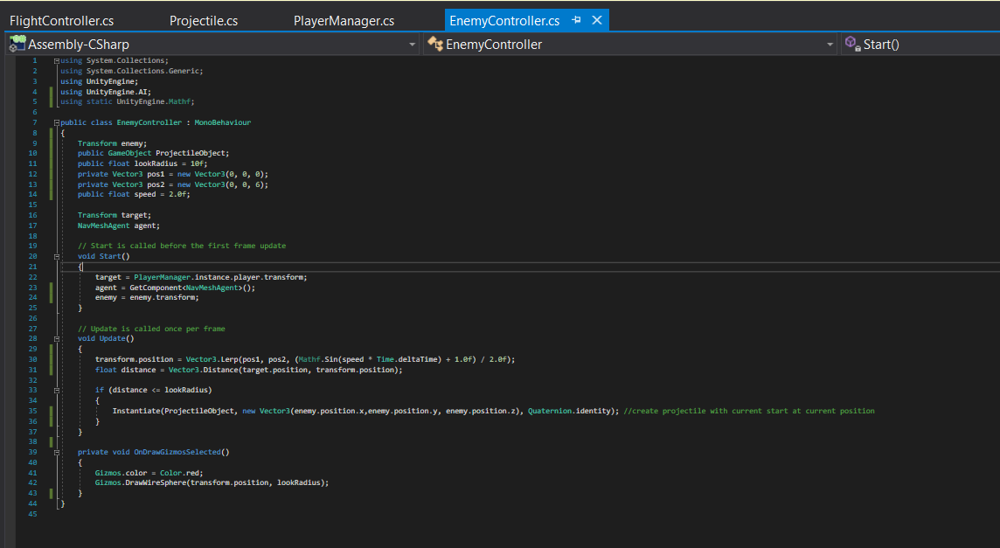 FlightController.cs Projectile.cs PlayerManager.cs EnemyController.cs
Assembly-CSharp EnemyController Start()
1 using System.Collections;
2 using System.Collections.Generic;
3 using UnityEngine;
4 using UnityEngine.AI;
5 using static UnityEngine.Mathf;
6
7 public class EnemyController : MonoBehaviour
8 {
9 Transform enemy;
10 public GameObject ProjectileObject;
11 public float lookRadius = 10f;
12 private Vector3 pos1 = new Vector3(0, 0, 0);
13 private Vector3 pos2 = new Vector3(0, 0, 6);
14 public float speed = 2.0f;
15
16 Transform target;
17 NavMeshAgent agent;
18
19 // Start is called before the first frame update
20 void Start()
21 {
22 target = PlayerManager.instance.player.transform;
23 agent = GetComponent<NavMeshAgent>();
24 enemy = enemy.transform;
25 }
26
27 // Update is called once per frame
28 void Update()
29 {
30 transform.position = Vector3.Lerp(pos1, pos2, (Mathf.Sin(speed * Time.deltaTime) + 1.0f) / 2.0f);
31 float distance = Vector3.Distance(target.position, transform.position);
32
33 if (distance <= lookRadius)
34 {
35 Instantiate(ProjectileObject, new Vector3(enemy.position.x,enemy.position.y, enemy.position.z), Quaternion.identity); //create projectile with current start at current position
36 }
37 }
38
39 private void OnDrawGizmosSelected()
40 {
41 Gizmos.color = Color.red;
42 Gizmos.DrawWireSphere(transform.position, lookRadius);
43 }
44 }
45